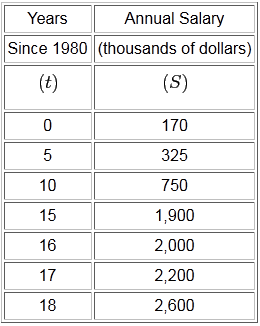 Years Annual Salary
Since 1980 (thousands of dollars)
(t) (S)
0 170
5 325
10 750
15 1,900
16 2,000
17 2,200
18 2,600